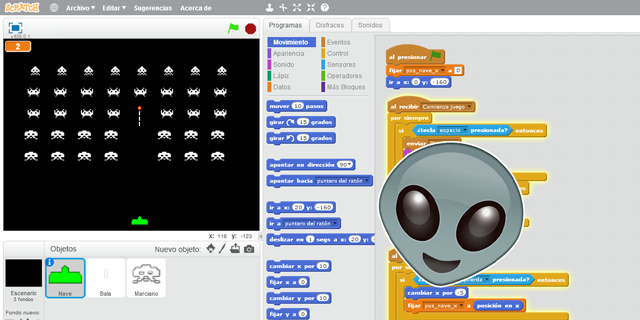 SCRATCH Archivo Editar Sugerencias Acerca de
v456.0.1
2
x: 118 y: -123
Objetos Nuevo objeto:
Escenario
3 fondos
Fondo nuevo:
Nave
Bala
Marciano
Programas Disfraces Sonidos
Movimiento Eventos
Apariencia Control
Sonido Sensores
Lápiz Operadores
Datos Más Bloques
mover 10 pasos
girar 15 grados
girar 15 grados
apuntar en dirección 90
apuntar hacia puntero del ratón
ir a x: 20 y: -160
ir a puntero del ratón
deslizar en 1 segs a x: 20 y:
cambiar x por 10
fijar x a 0
cambiar y por 10
fijar y a 0
al presionar
fijar pos_nave_x a 0
ir a x: 0 y: -160
al recibir Comienza juego
por siempre
si ¿tecla espacio presionada? entonces
enviar
al
por
si presionada? entonces
cambiar x por -5
fijar pos_nave_x a posición en x